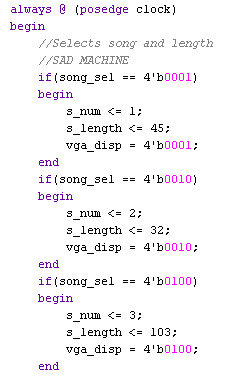 always @ (posedge clock)
begin
//Selects song and length
//SAD MACHINE
if(song_sel == 4'b0001)
begin
s_num <= 1;
s_length <= 45;
vga_disp = 4'b0001;
end
if(song_sel == 4'b0010)
begin
s_num <= 2;
s_length <= 32;
vga_disp = 4'b0010;
end
if(song_sel == 4'b0100)
begin
s_num <= 3;
s_length <= 103;
vga_disp = 4'b0100;
end